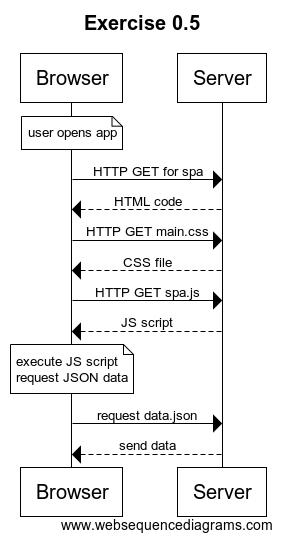 Exercise 0.5
Browser Server
user opens app
HTTP GET for spa
HTML code
HTTP GET main.css
CSS file
HTTP GET spa.js
JS script
execute JS script
request JSON data
request data.json
send data
Browser Server
www.websequencediagrams.com